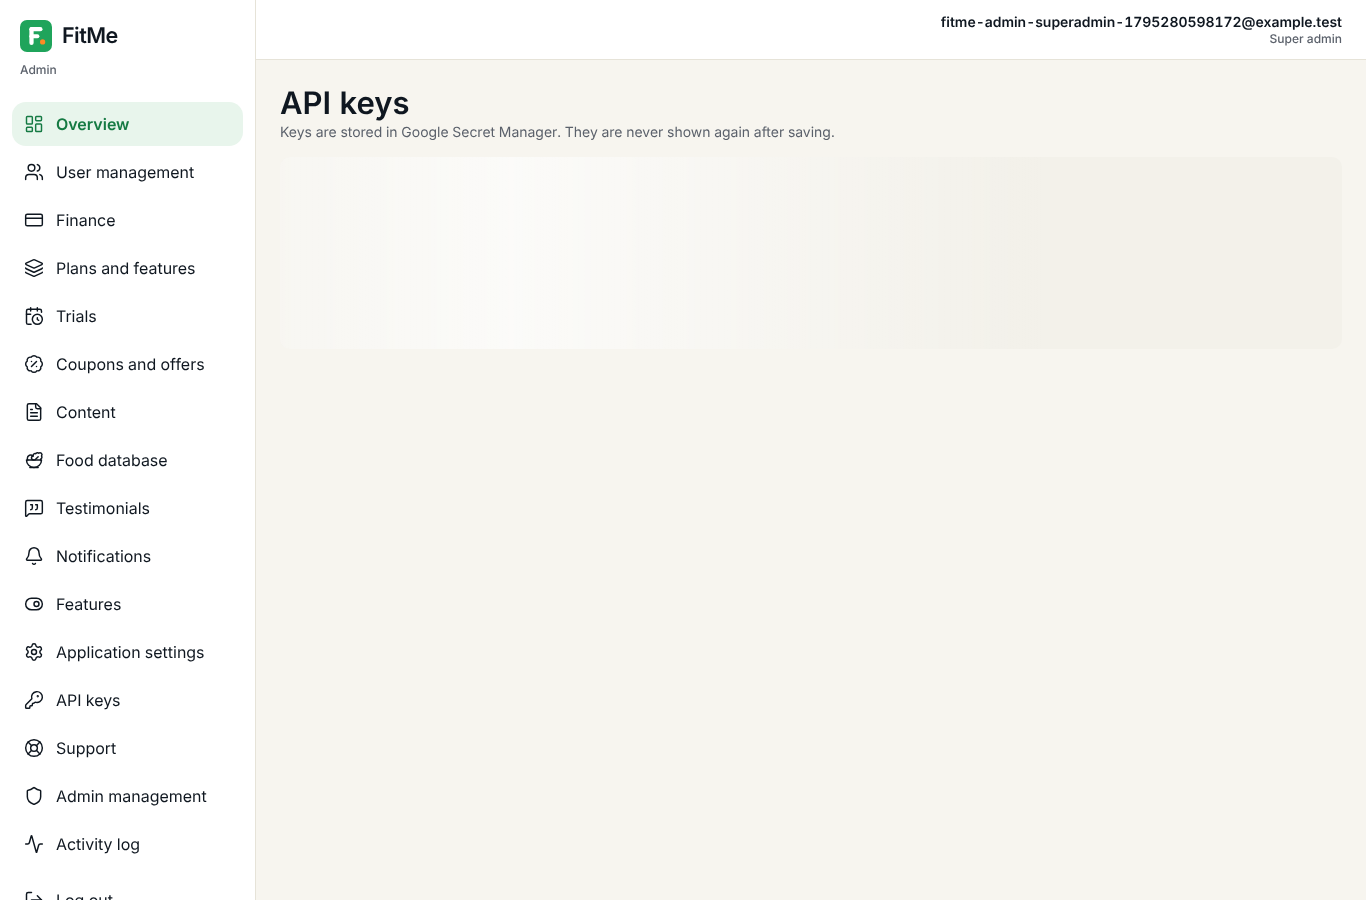 FitMe
Admin
Overview
User management
Finance
Plans and features
Trials
Coupons and offers
Content
Food database
Testimonials
Notifications
Features
Application settings
API keys
Support
Admin management
Activity log
Log out
fitme-admin-superadmin-1795280598172@example.test
Super admin
API keys
Keys are stored in Google Secret Manager. They are never shown again after saving.